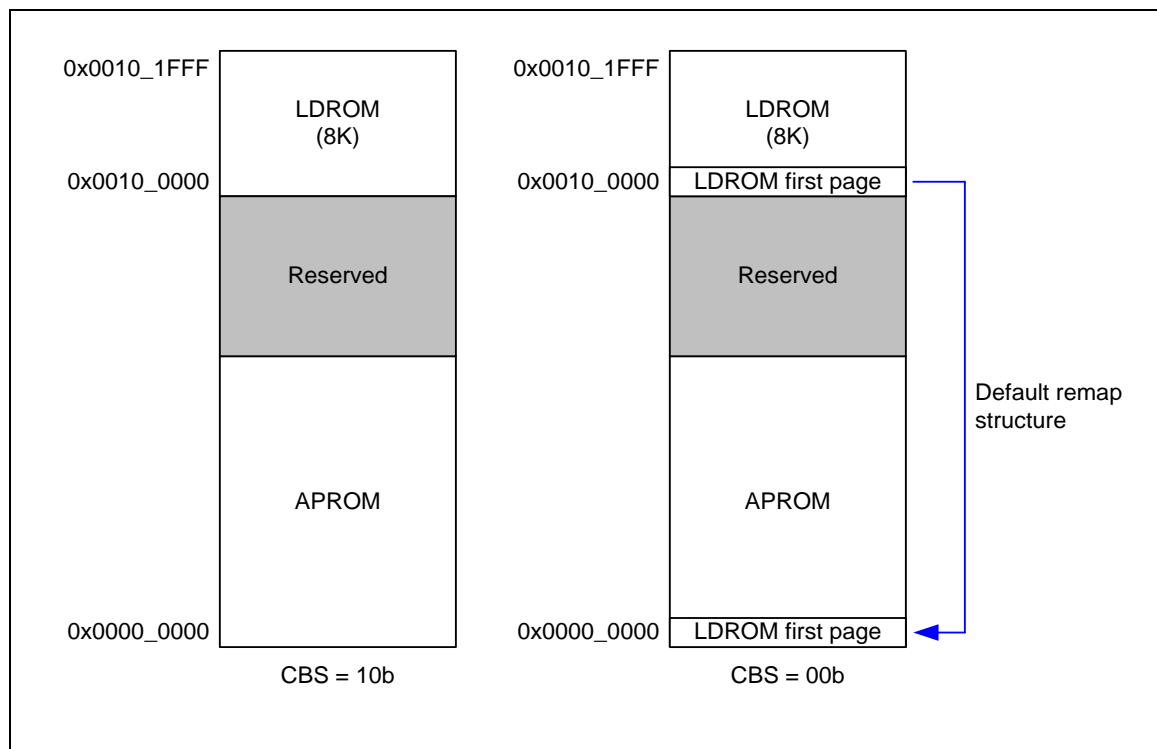 0x0010_1FFF
LDROM
(8K)
0x0010_0000
Reserved
APROM
0x0000_0000
CBS = 10b
0x0010_1FFF
LDROM
(8K)
0x0010_0000
LDROM first page
Reserved
Default remap
structure
APROM
0x0000_0000
LDROM first page
CBS = 00b